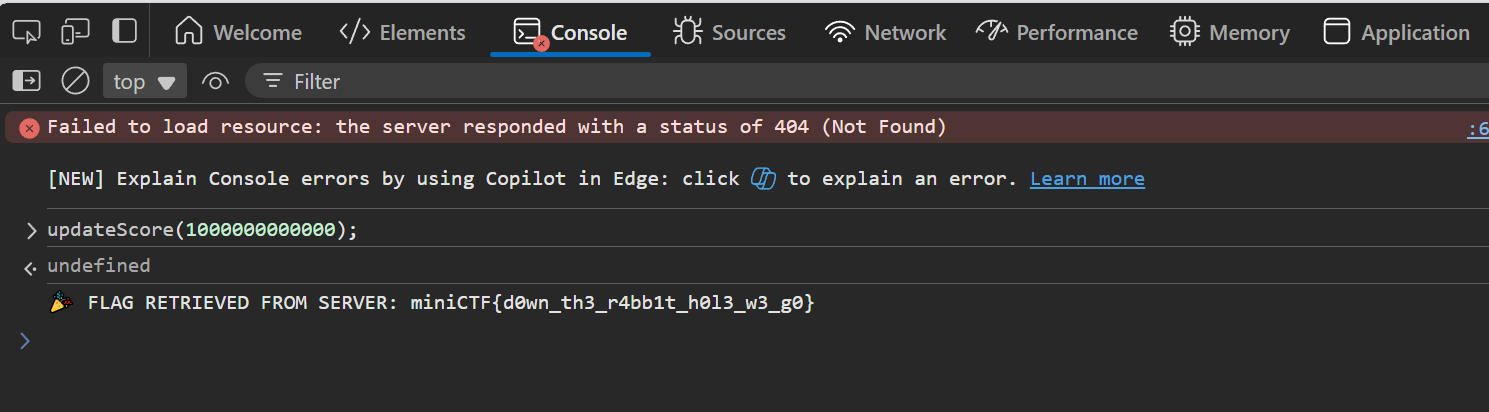 Welcome Elements Console Sources Network Performance Memory Application
top Filter
Failed to load resource: the server responded with a status of 404 (Not Found) :6
[NEW] Explain Console errors by using Copilot in Edge: click to explain an error. Learn more
> updateScore(1000000000000);
undefined
🎉 FLAG RETRIEVED FROM SERVER: miniCTF{d0wn_th3_r4bb1t_h0l3_w3_g0}
>